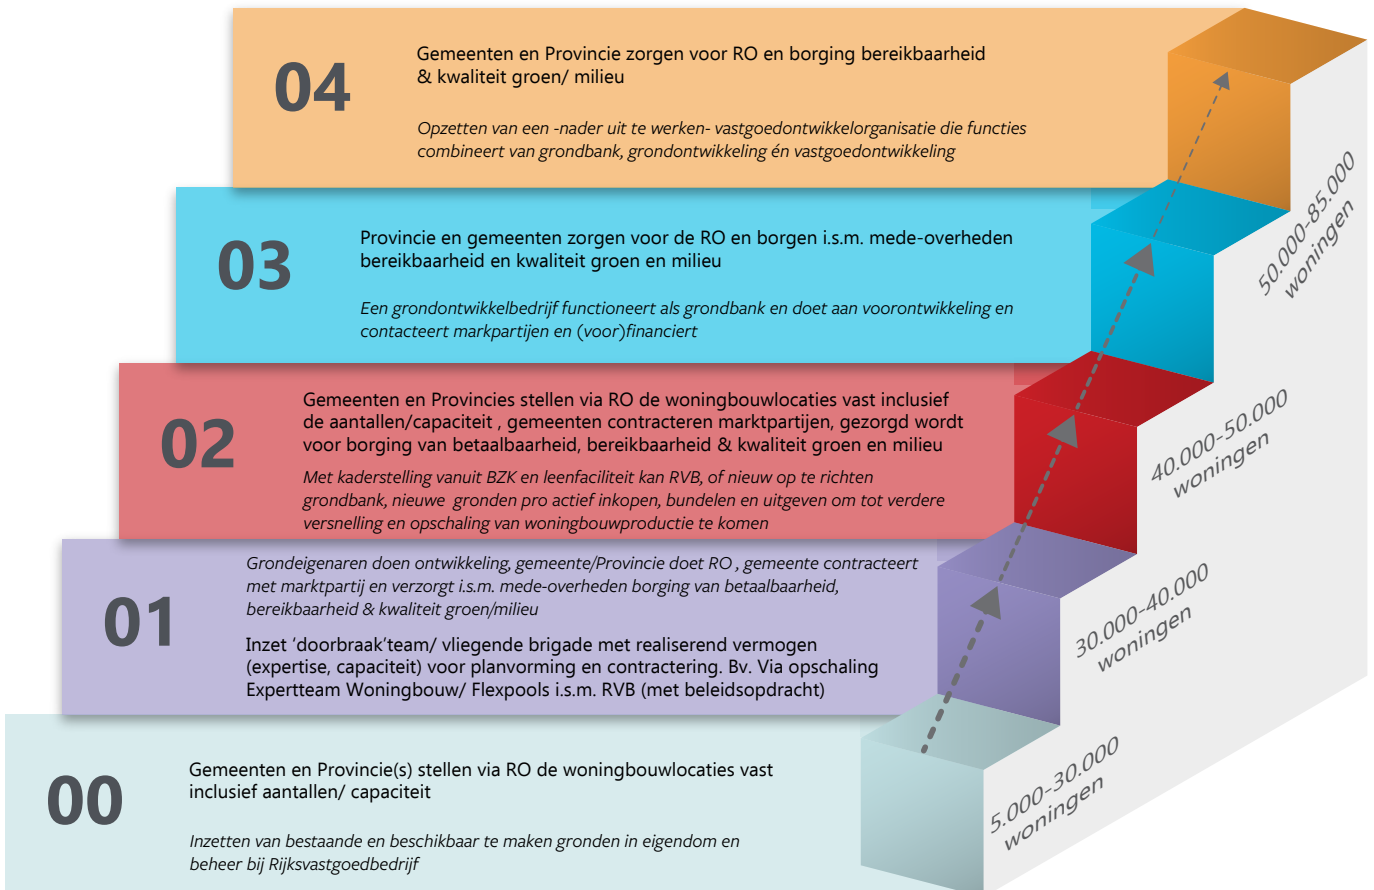 04
Gemeenten en Provincie zorgen voor RO en borging bereikbaarheid
& kwaliteit groen/ milieu
Opzetten van een -nader uit te werken- vastgoedontwikkelorganisatie die functies
combineert van grondbank, grondontwikkeling én vastgoedontwikkeling
50.000-85.000
woningen
03
Provincie en gemeenten zorgen voor de RO en borgen i.s.m. mede-overheden
bereikbaarheid en kwaliteit groen en milieu
Een grondontwikkelbedrijf functioneert als grondbank en doet aan voorontwikkeling en
contacteert markpartijen en (voor)financiert
40.000-50.000
woningen
02
Gemeenten en Provincies stellen via RO de woningbouwlocaties vast inclusief
de aantallen/capaciteit , gemeenten contracteren marktpartijen, gezorgd wordt
voor borging van betaalbaarheid, bereikbaarheid & kwaliteit groen en milieu
Met kaderstelling vanuit BZK en leenfaciliteit kan RVB, of nieuw op te richten
grondbank, nieuwe gronden pro actief inkopen, bundelen en uitgeven om tot verdere
versnelling en opschaling van woningbouwproductie te komen
30.000-40.000
woningen
01
Grondeigenaren doen ontwikkeling, gemeente/Provincie doet RO , gemeente contracteert
met marktpartij en verzorgt i.s.m. mede-overheden borging van betaalbaarheid,
bereikbaarheid & kwaliteit groen/milieu
Inzet ‘doorbraak’team/ vliegende brigade met realiserend vermogen
(expertise, capaciteit) voor planvorming en contractering. Bv. Via opschaling
Expertteam Woningbouw/ Flexpools i.s.m. RVB (met beleidsopdracht)
5.000-30.000
woningen
00
Gemeenten en Provincie(s) stellen via RO de woningbouwlocaties vast
inclusief aantallen/ capaciteit
Inzetten van bestaande en beschikbaar te maken gronden in eigendom en
beheer bij Rijksvastgoedbedrijf